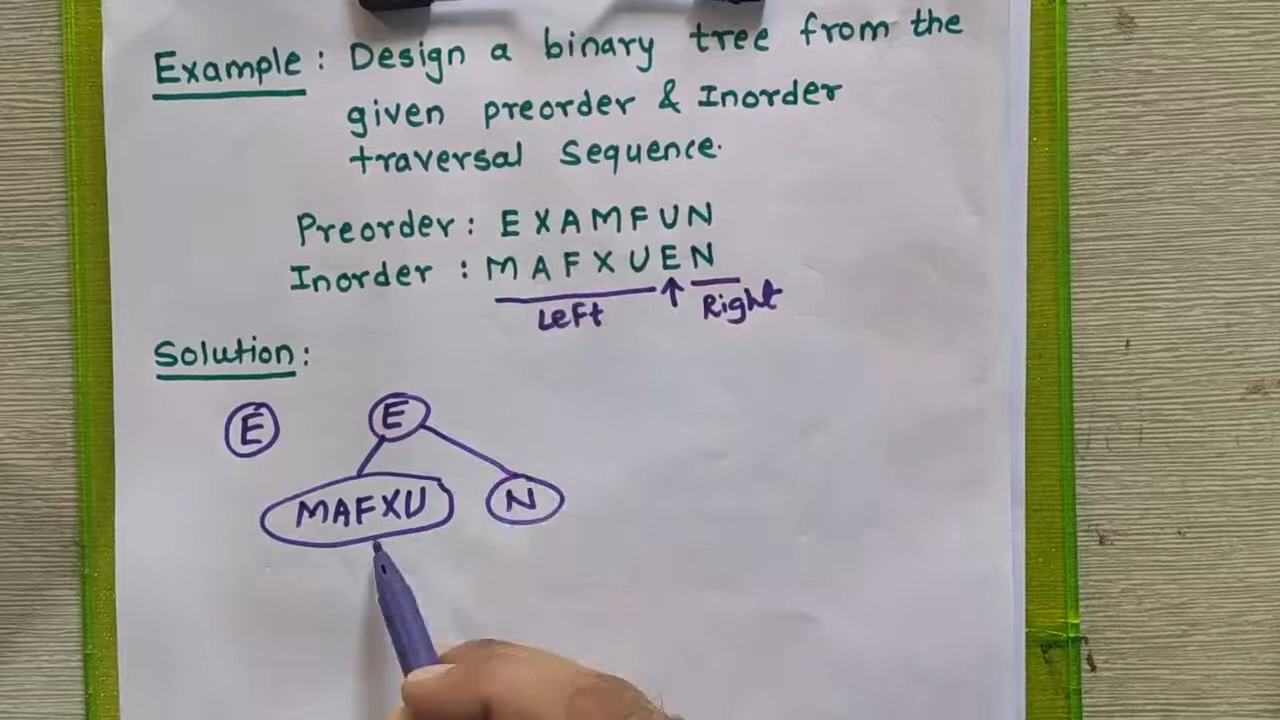 Example: Design a binary tree from the
given preorder & Inorder
traversal sequence.
Preorder: E X A M F U N
Inorder : M A F X U E N
Left ↑ Right
Solution:
E E
MAFXU N